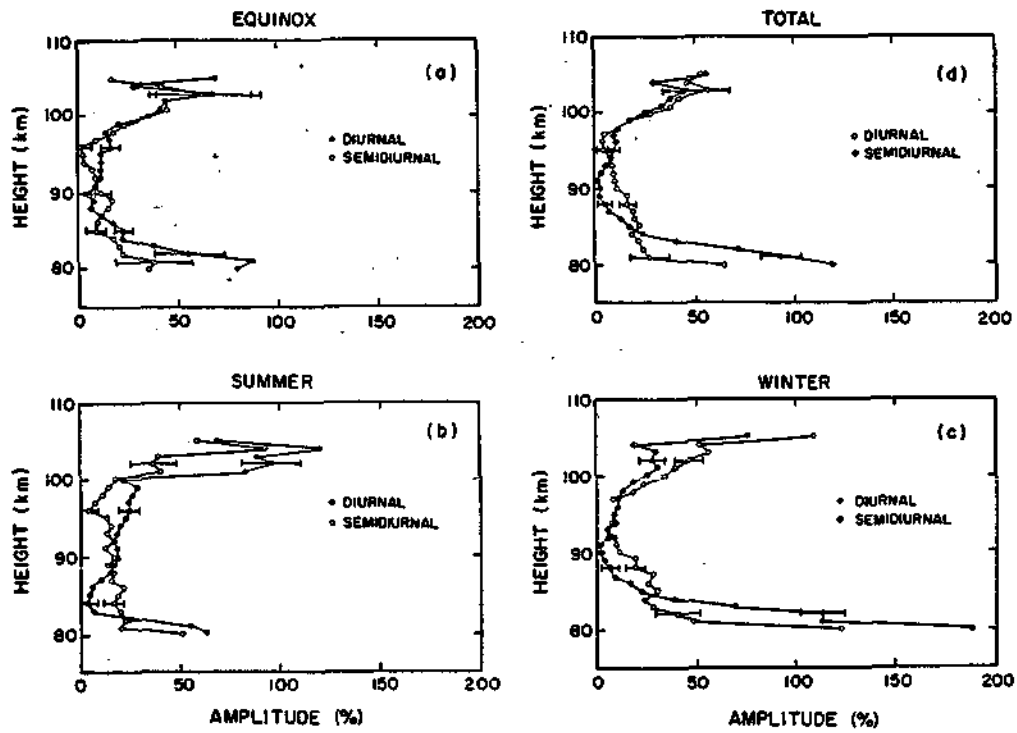 EQUINOX
110
100
90
80
HEIGHT (km)
(a)
DIURNAL
SEMIDIURNAL
0 50 100 150 200
TOTAL
110
100
90
80
HEIGHT (km)
(d)
DIURNAL
SEMIDIURNAL
0 50 100 150 200
SUMMER
110
100
90
80
HEIGHT (km)
(b)
DIURNAL
SEMIDIURNAL
0 50 100 150 200
AMPLITUDE (%)
WINTER
110
100
90
80
HEIGHT (km)
(c)
DIURNAL
SEMIDIURNAL
0 50 100 150 200
AMPLITUDE (%)